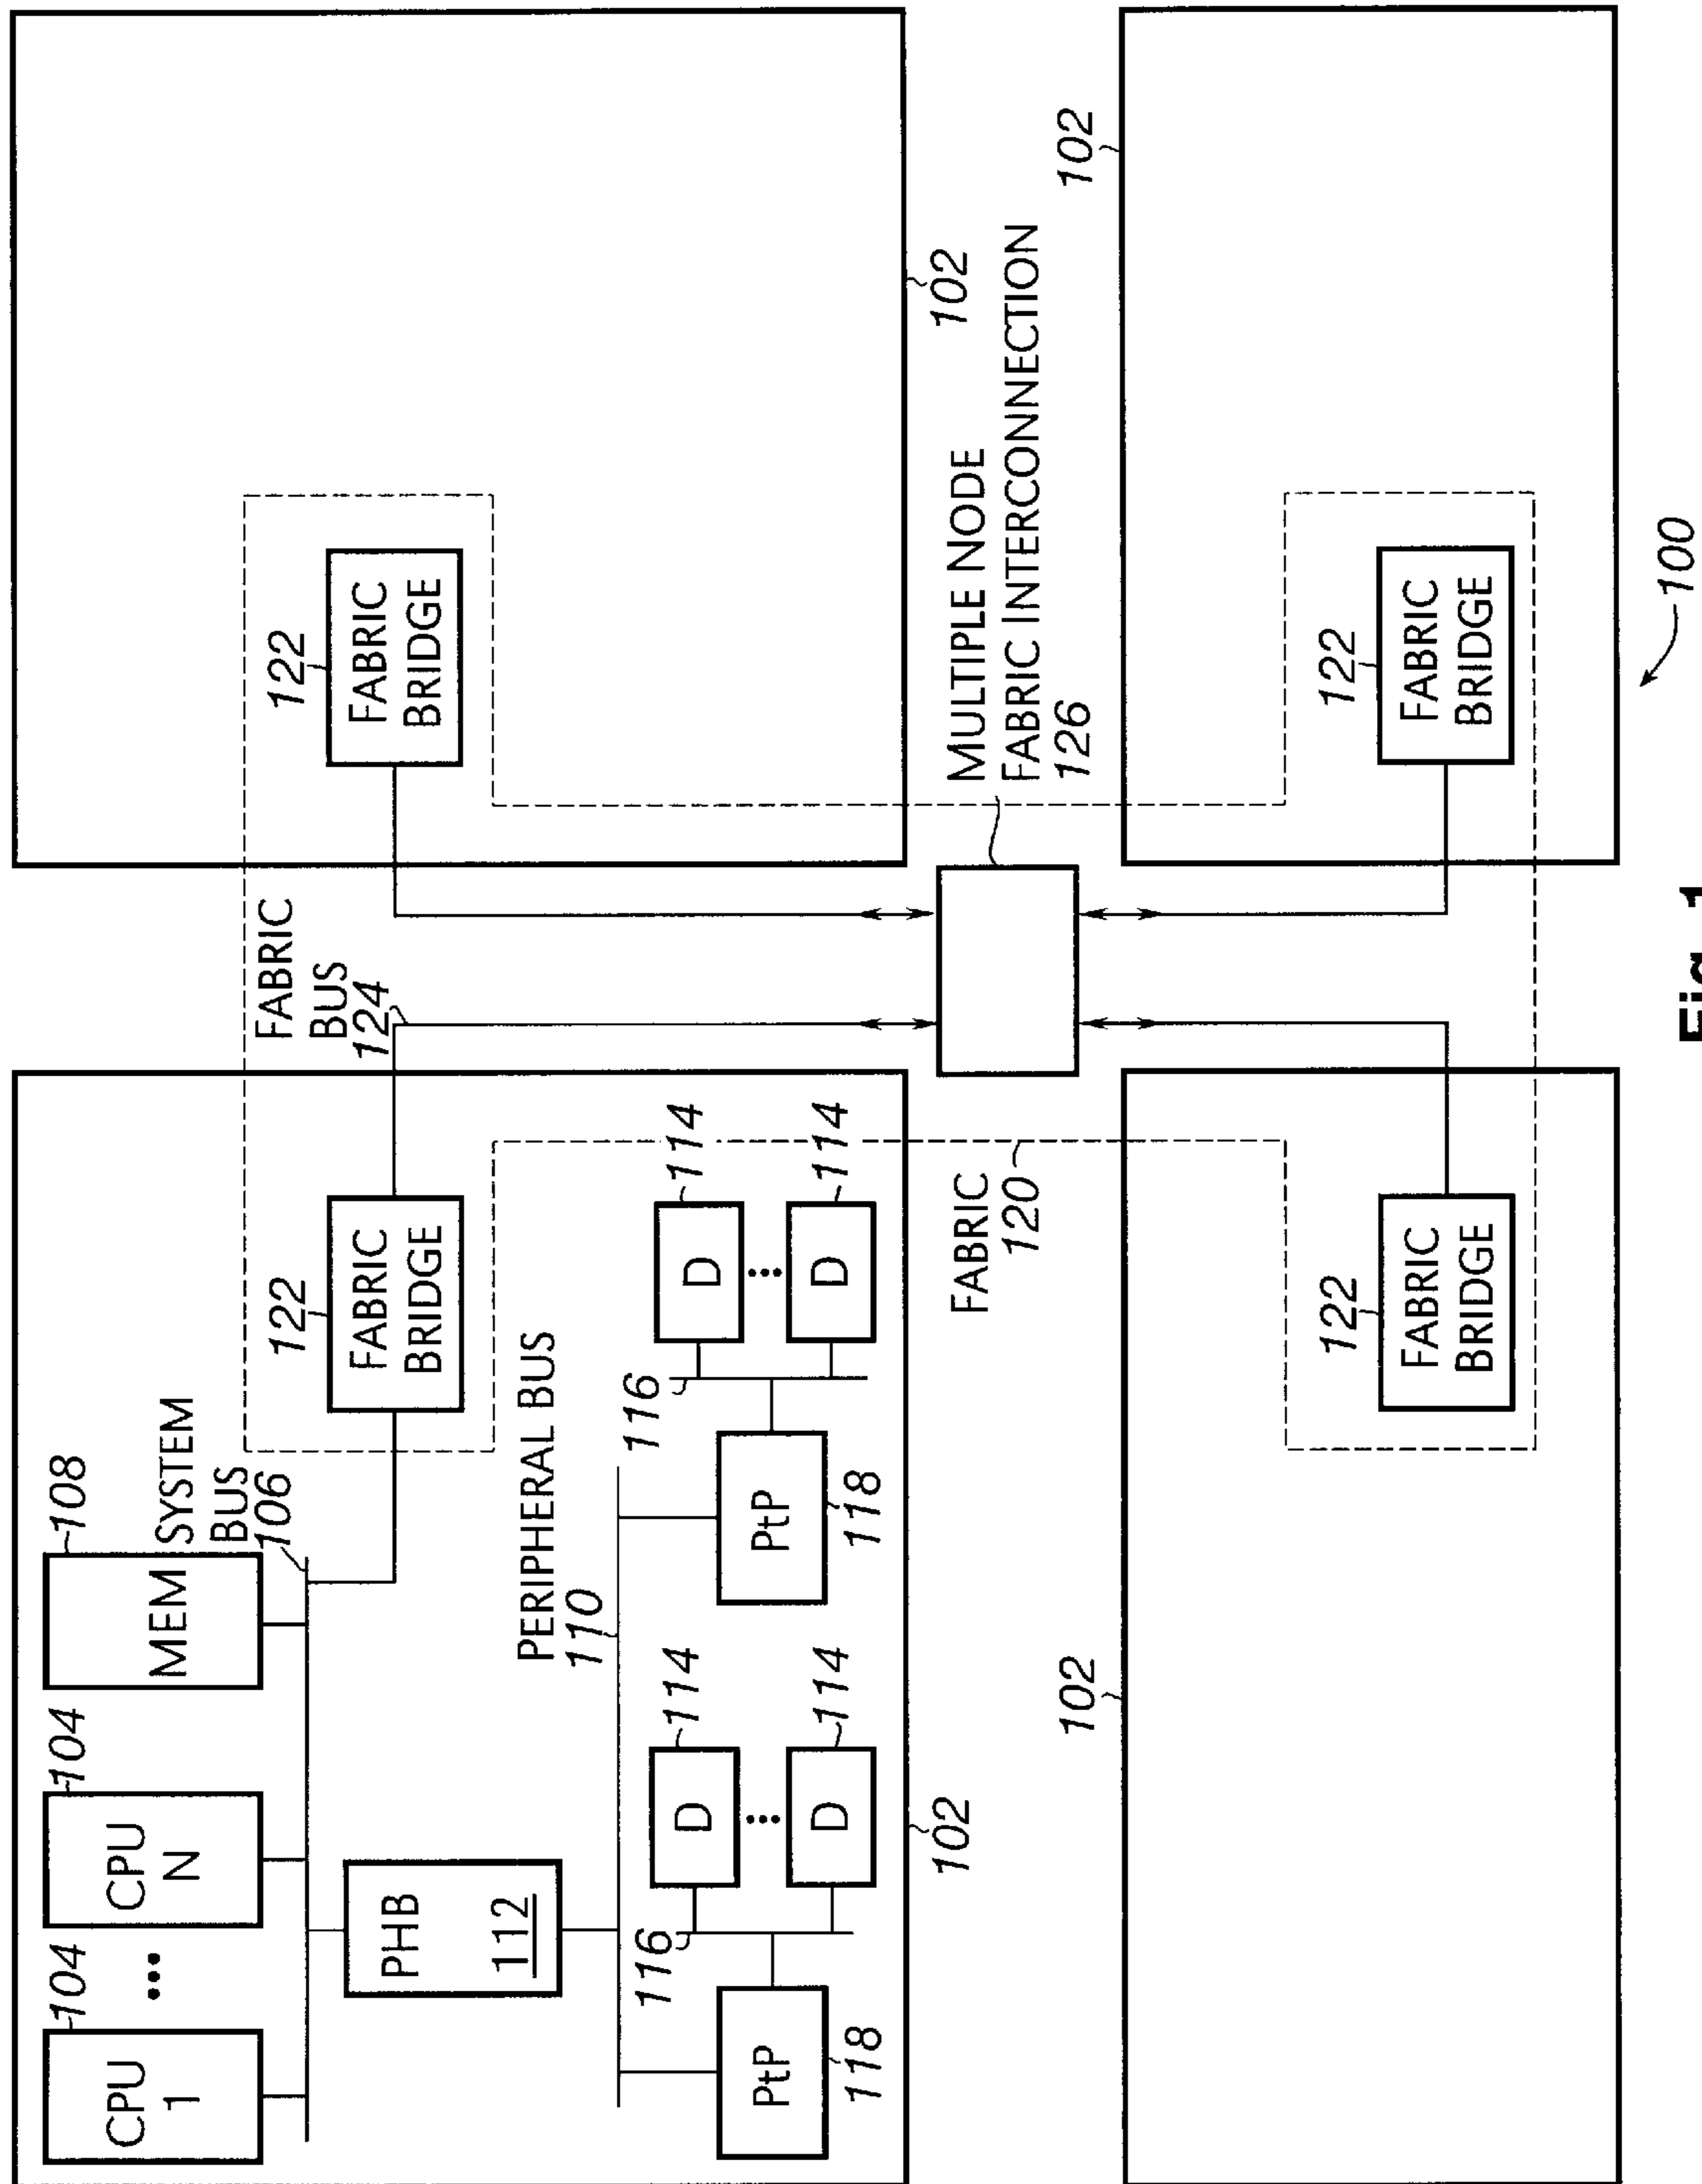 104
104
108
CPU
1
...
CPU
N
MEM
SYSTEM
BUS
106
122
FABRIC
BRIDGE
FABRIC
BUS
124
122
FABRIC
BRIDGE
PHB
112
PERIPHERAL BUS
110
116
114
114
D
...
D
116
114
114
D
...
D
PtP
118
PtP
118
102
FABRIC
120
MULTIPLE NODE
FABRIC INTERCONNECTION
126
102
102
102
122
FABRIC
BRIDGE
122
FABRIC
BRIDGE
100
Fig. 1